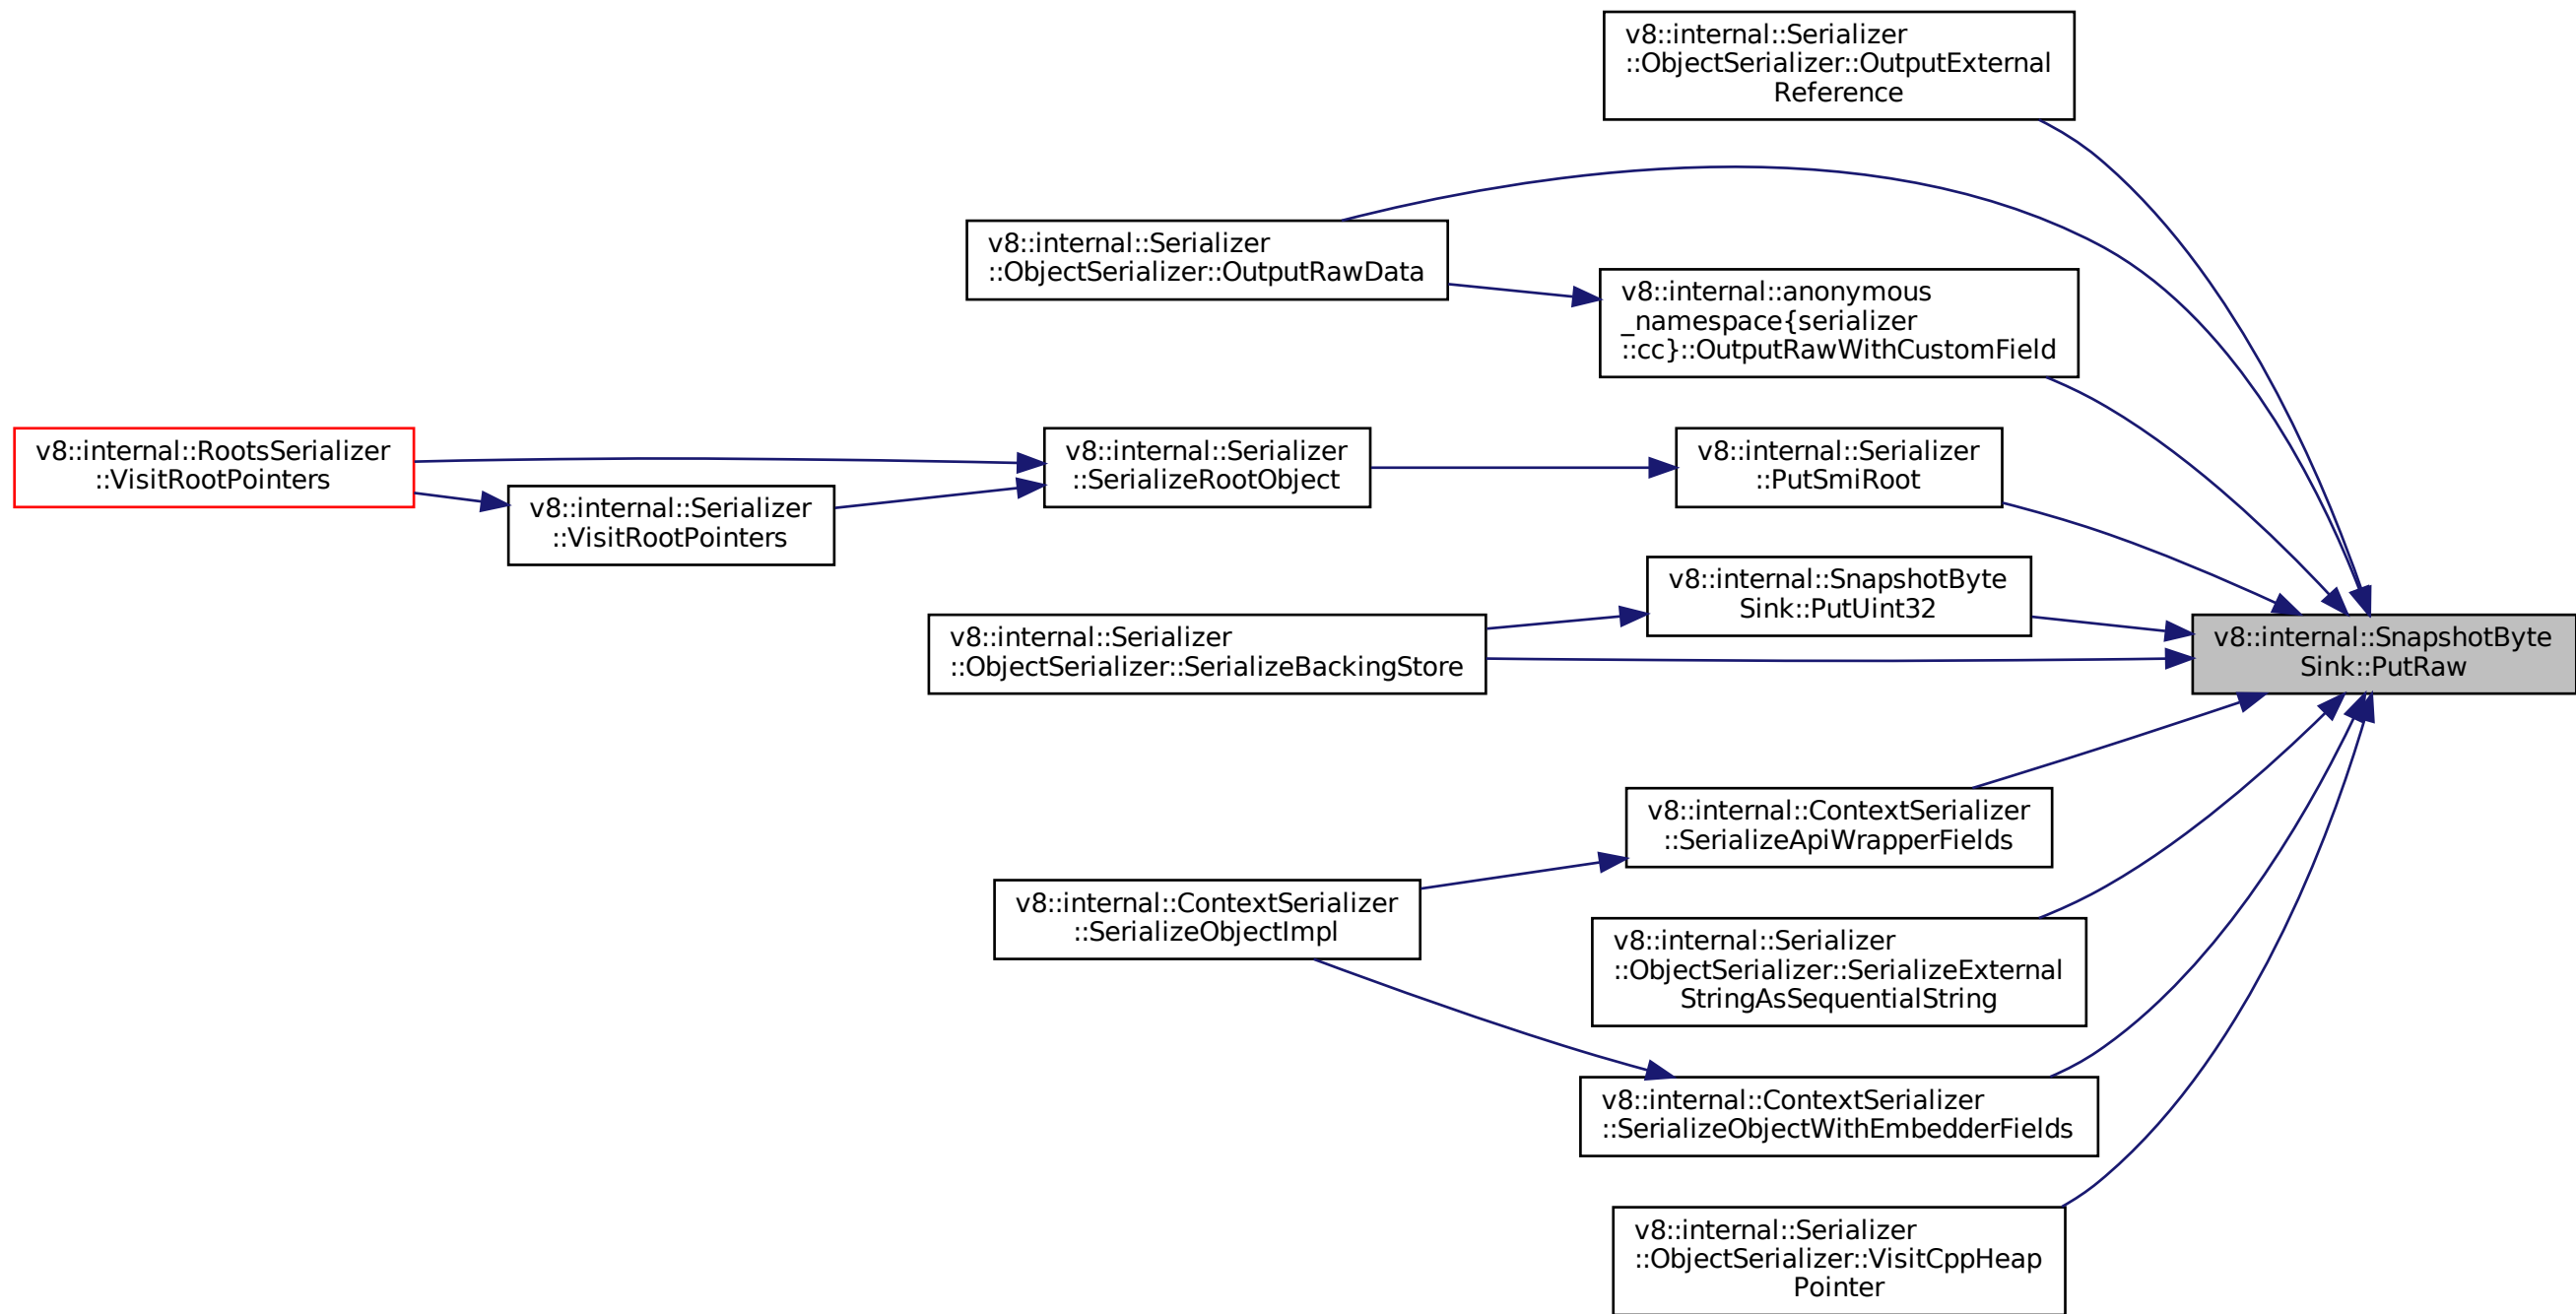 v8::internal::Serializer
::ObjectSerializer::OutputExternal
Reference
v8::internal::Serializer
::ObjectSerializer::OutputRawData
v8::internal::anonymous
_namespace{serializer
::cc}::OutputRawWithCustomField
v8::internal::RootsSerializer
::VisitRootPointers
v8::internal::Serializer
::VisitRootPointers
v8::internal::Serializer
::SerializeRootObject
v8::internal::Serializer
::PutSmiRoot
v8::internal::SnapshotByte
Sink::PutUint32
v8::internal::Serializer
::ObjectSerializer::SerializeBackingStore
v8::internal::SnapshotByte
Sink::PutRaw
v8::internal::ContextSerializer
::SerializeApiWrapperFields
v8::internal::ContextSerializer
::SerializeObjectImpl
v8::internal::Serializer
::ObjectSerializer::SerializeExternal
StringAsSequentialString
v8::internal::ContextSerializer
::SerializeObjectWithEmbedderFields
v8::internal::Serializer
::ObjectSerializer::VisitCppHeap
Pointer